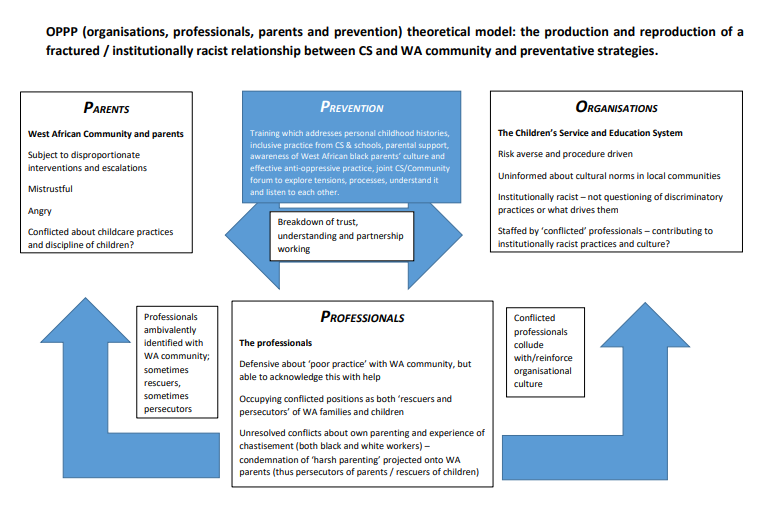 OPPP (organisations, professionals, parents and prevention) theoretical model: the production and reproduction of a
fractured / institutionally racist relationship between CS and WA community and preventative strategies.
PARENTS
West African Community and parents
Subject to disproportionate
interventions and escalations
Mistrustful
Angry
Conflicted about childcare practices
and discipline of children?
PREVENTION
Training which addresses personal childhood histories,
inclusive practice from CS & schools, parental support,
awareness of West African black parents' culture and
effective anti-oppressive practice, joint CS/Community
forum to explore tensions, processes, understand it
and listen to each other.
ORGANISATIONS
The Children's Service and Education System
Risk averse and procedure driven
Uninformed about cultural norms in local communities
Institutionally racist – not questioning of discriminatory
practices or what drives them
Staffed by 'conflicted' professionals – contributing to
institutionally racist practices and culture?
Breakdown of trust,
understanding and partnership
working
Professionals
ambivalently
identified with
WA community;
sometimes
rescuers,
sometimes
persecutors
PROFESSIONALS
The professionals
Defensive about 'poor practice' with WA community, but
able to acknowledge this with help
Occupying conflicted positions as both 'rescuers and
persecutors' of WA families and children
Unresolved conflicts about own parenting and experience of
chastisement (both black and white workers) –
condemnation of 'harsh parenting' projected onto WA
parents (thus persecutors of parents / rescuers of children)
Conflicted
professionals
collude
with/reinforce
organisational
culture